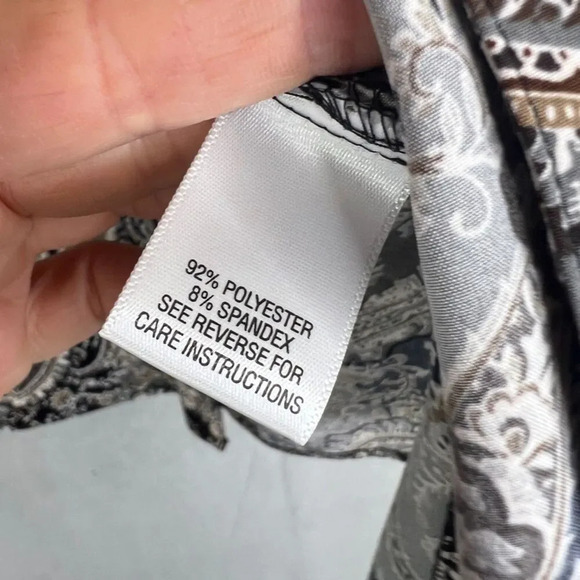 92% POLYESTER
8% SPANDEX
SEE REVERSE FOR
CARE INSTRUCTIONS